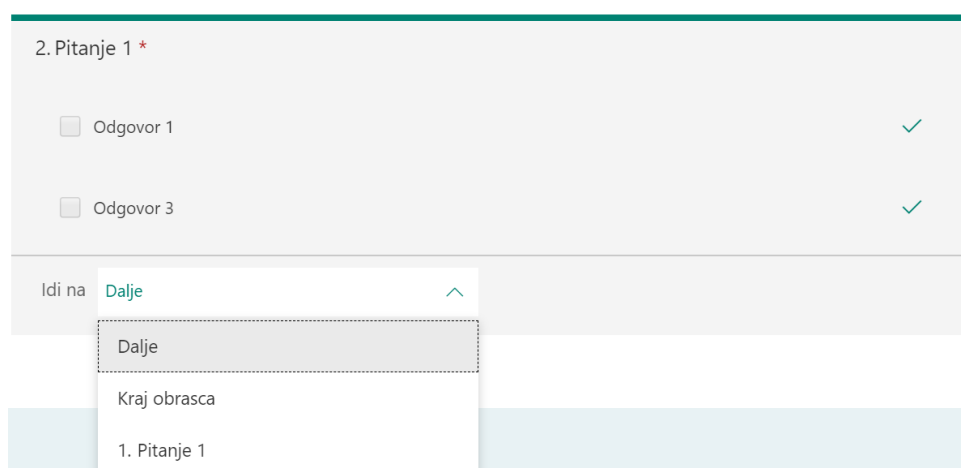 2. Pitanje 1 *
Odgovor 1
Odgovor 3
Idi na Dalje
Dalje
Kraj obrasca
1. Pitanje 1